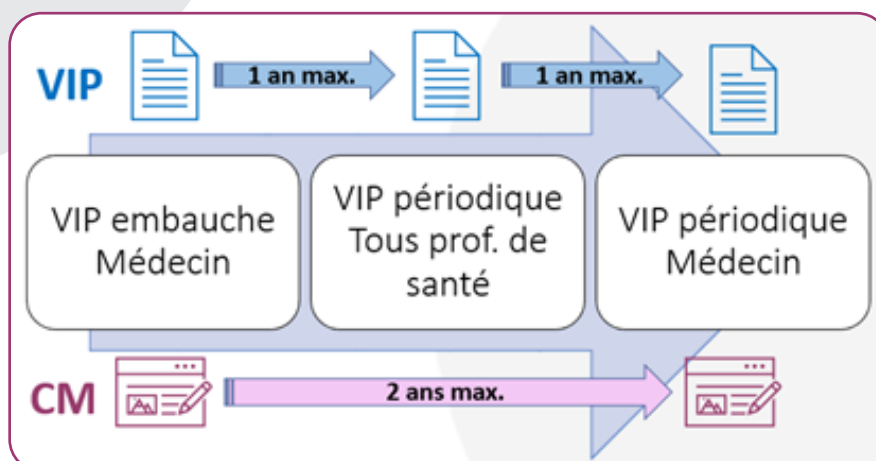 VIP
1 an max.
1 an max.
VIP embauche
Médecin
VIP périodique
Tous prof. de
santé
VIP périodique
Médecin
CM
2 ans max.